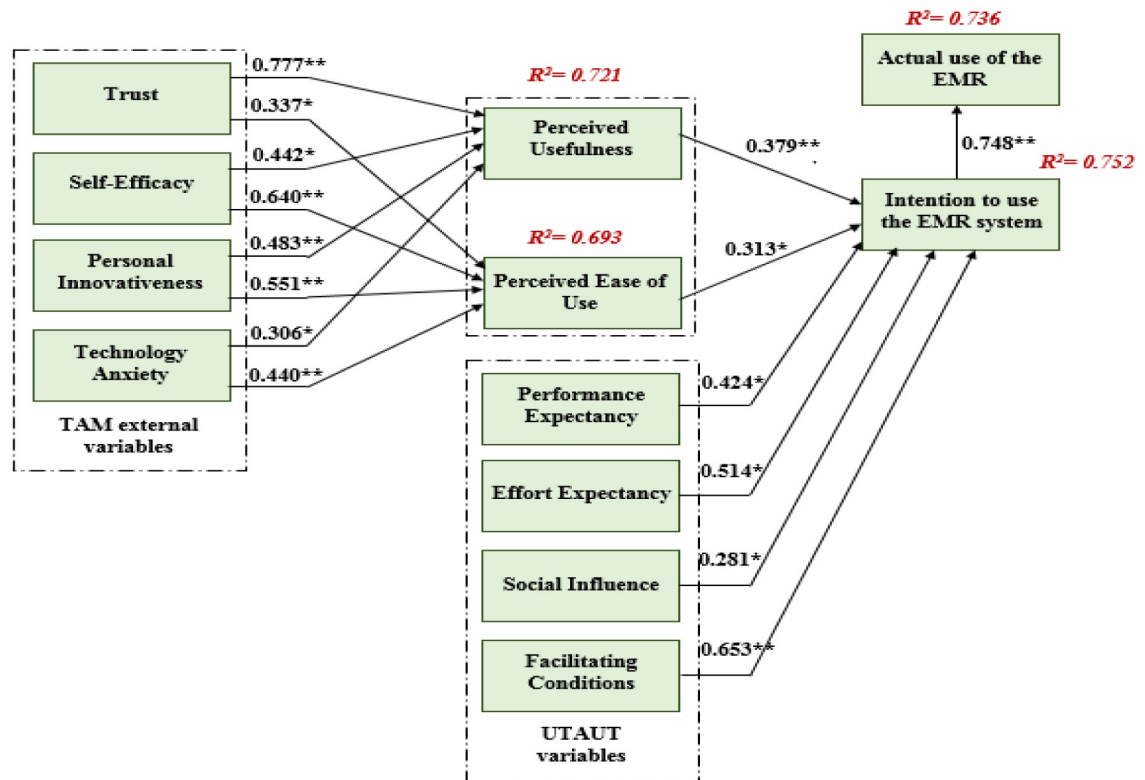 R²= 0.736
Actual use of the
EMR
0.777**
Trust
0.337*
R²= 0.721
Perceived
Usefulness
0.379**
0.748**
R²= 0.752
0.442*
Self-Efficacy
0.640**
Intention to use
the EMR system
0.483**
Personal
Innovativeness
0.551**
R²= 0.693
Perceived Ease of
Use
0.313*
0.306*
Technology
Anxiety
0.440**
TAM external
variables
Performance
Expectancy
0.424*
Effort Expectancy
0.514*
Social Influence
0.281*
Facilitating
Conditions
0.653**
UTAUT
variables